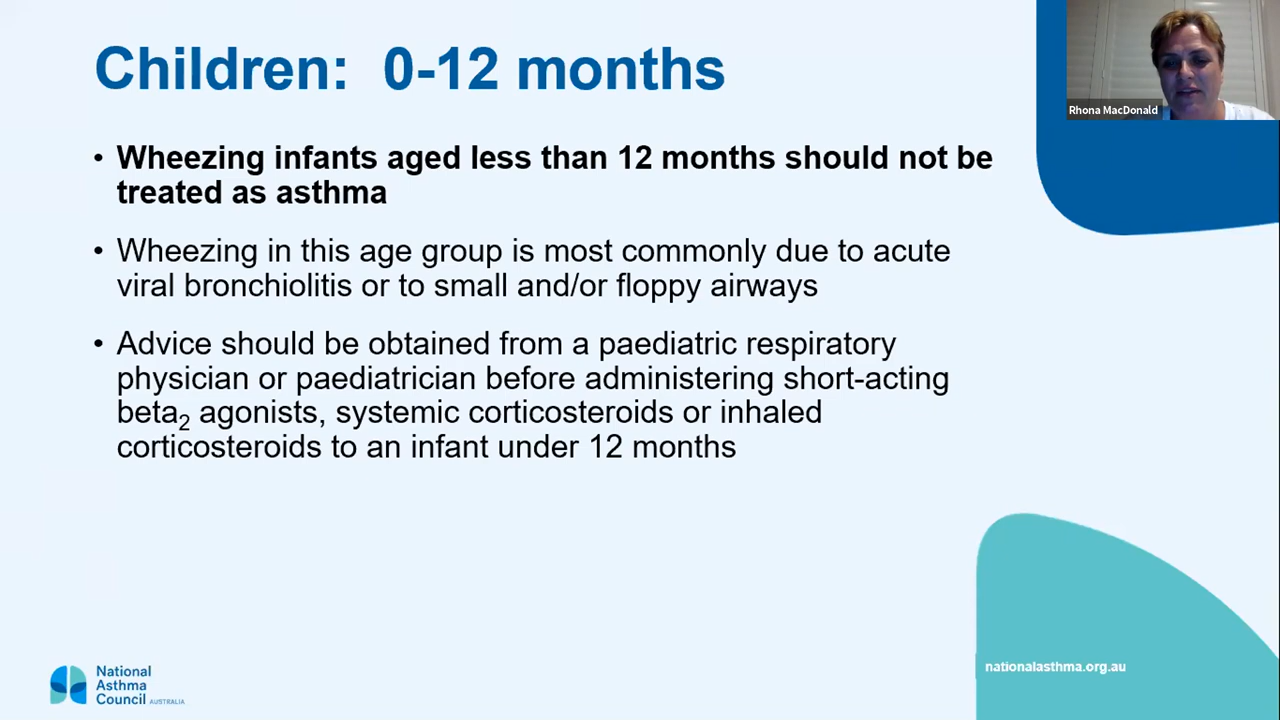 Children: 0-12 months
Rhona MacDonald
• Wheezing infants aged less than 12 months should not be
treated as asthma
• Wheezing in this age group is most commonly due to acute
viral bronchiolitis or to small and/or floppy airways
• Advice should be obtained from a paediatric respiratory
physician or paediatrician before administering short-acting
beta₂ agonists, systemic corticosteroids or inhaled
corticosteroids to an infant under 12 months
National
Asthma
Council AUSTRALIA
nationalasthma.org.au